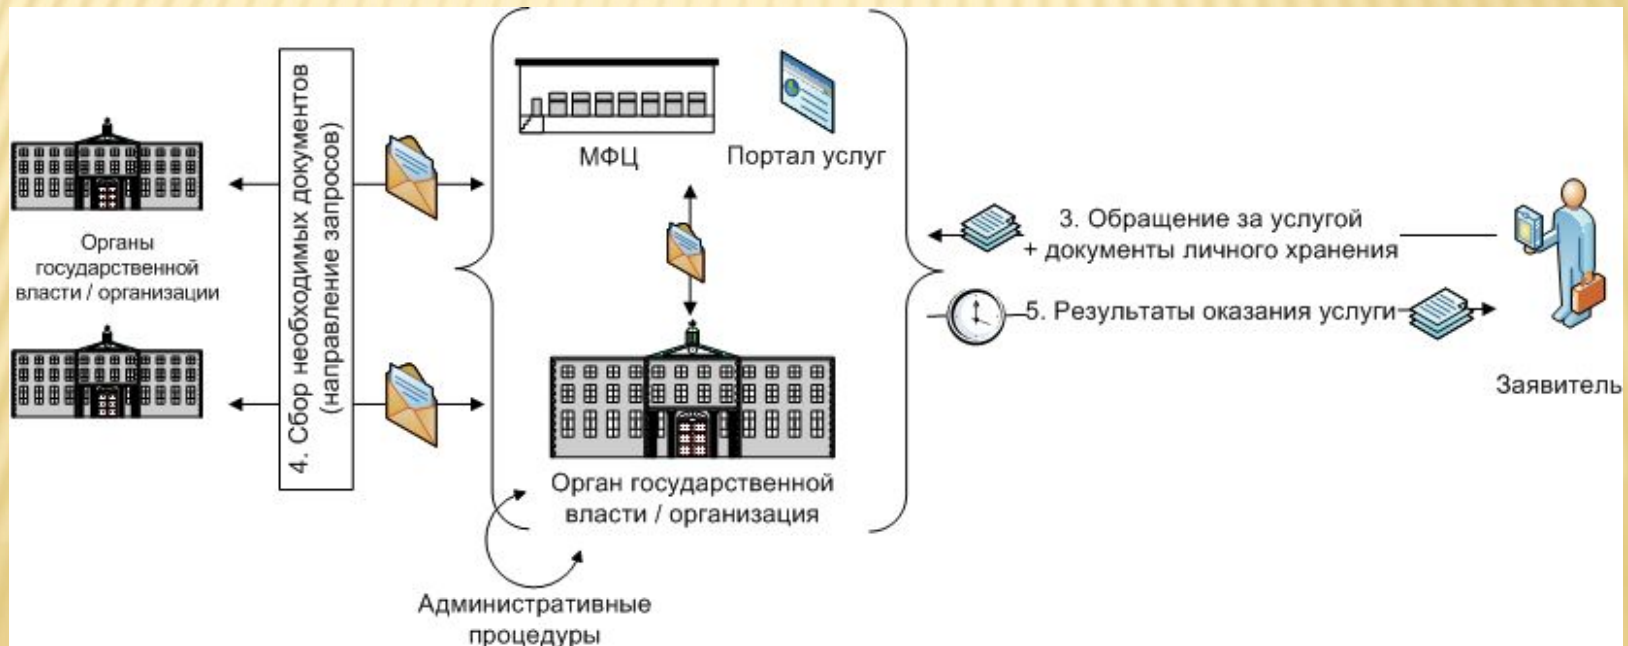 Органы
государственной
власти / организации
4. Сбор необходимых документов
(направление запросов)
МФЦ
Портал услуг
Орган государственной
власти / организация
Административные
процедуры
3. Обращение за услугой
+ документы личного хранения
5. Результаты оказания услуги
Заявитель